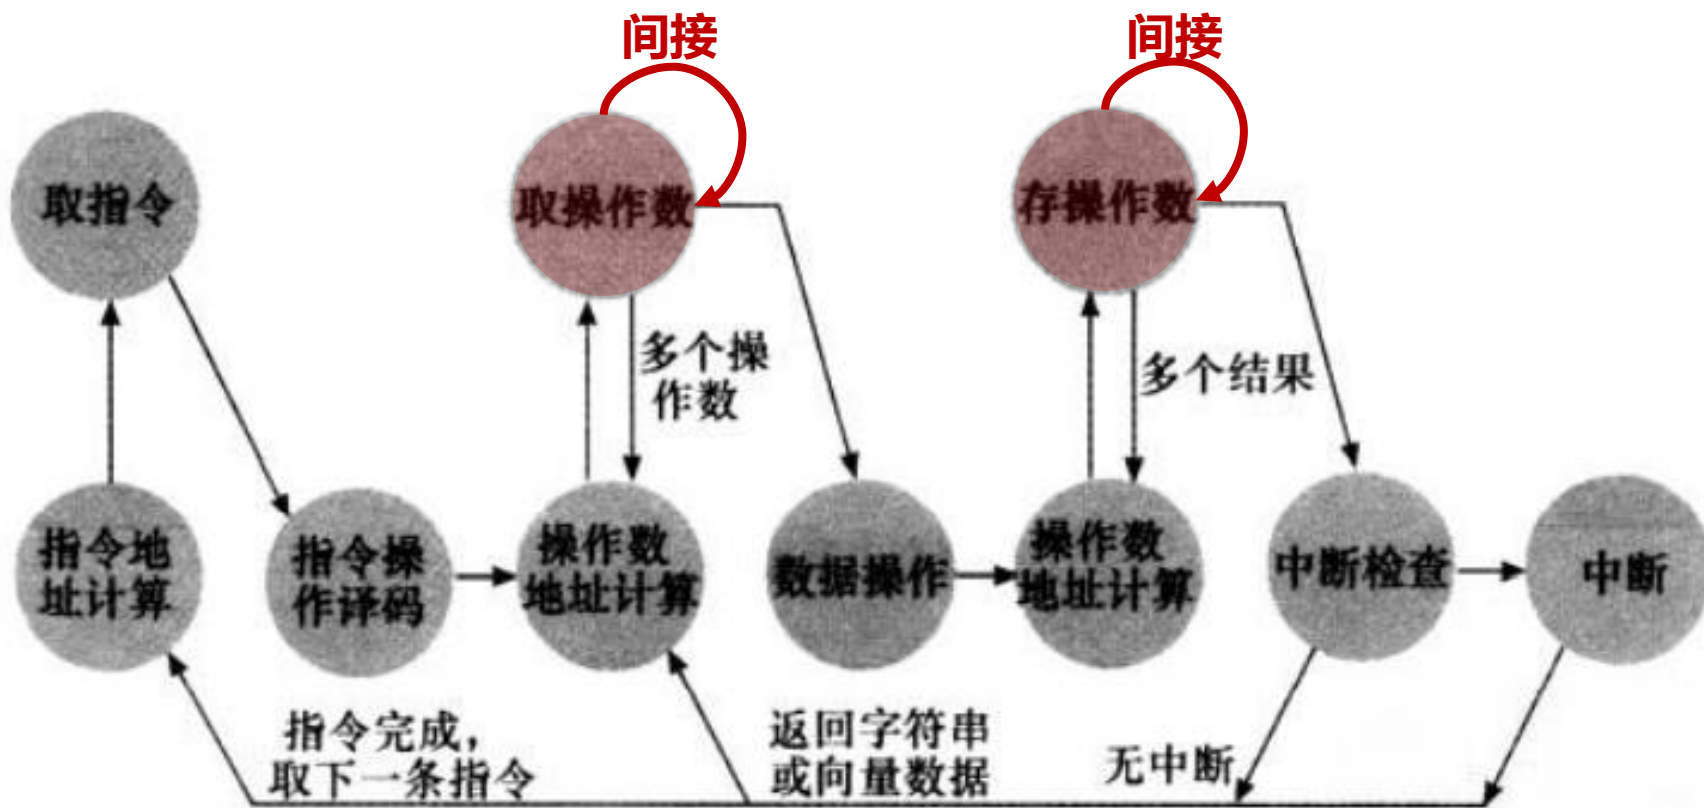 间接
间接
取指令
取操作数
存操作数
多个操
作数
多个结果
指令地
址计算
指令操
作译码
操作数
地址计算
数据操作
操作数
地址计算
中断检查
中断
指令完成，
取下一条指令
返回字符串
或向量数据
无中断